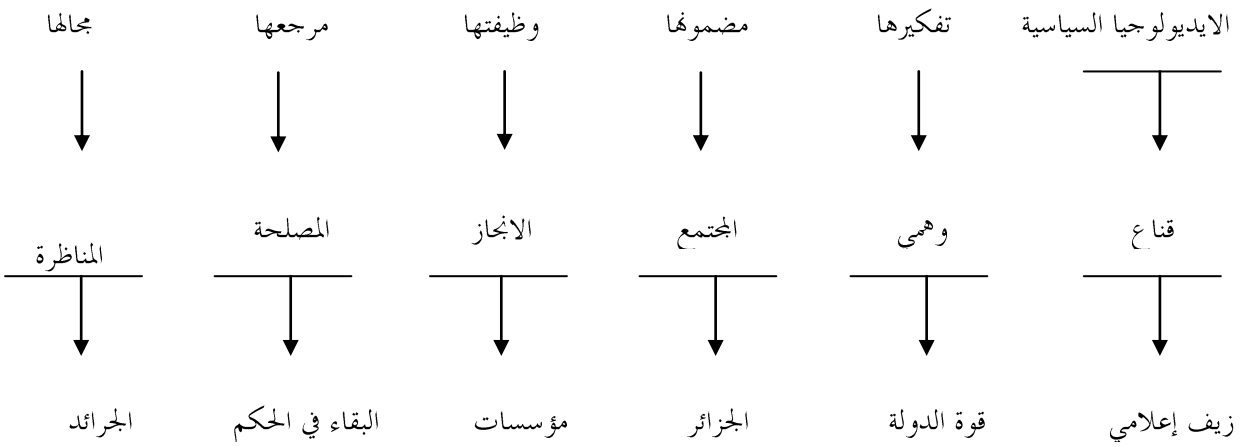 الايديولوجيا السياسية تفكيرها مضمونها وظيفتها مرجعها مجالها
قناع وهمي المجتمع الانجاز المصلحة المناظرة
زيف إعلامي قوة الدولة الجزائر مؤسسات البقاء في الحكم الجرائد